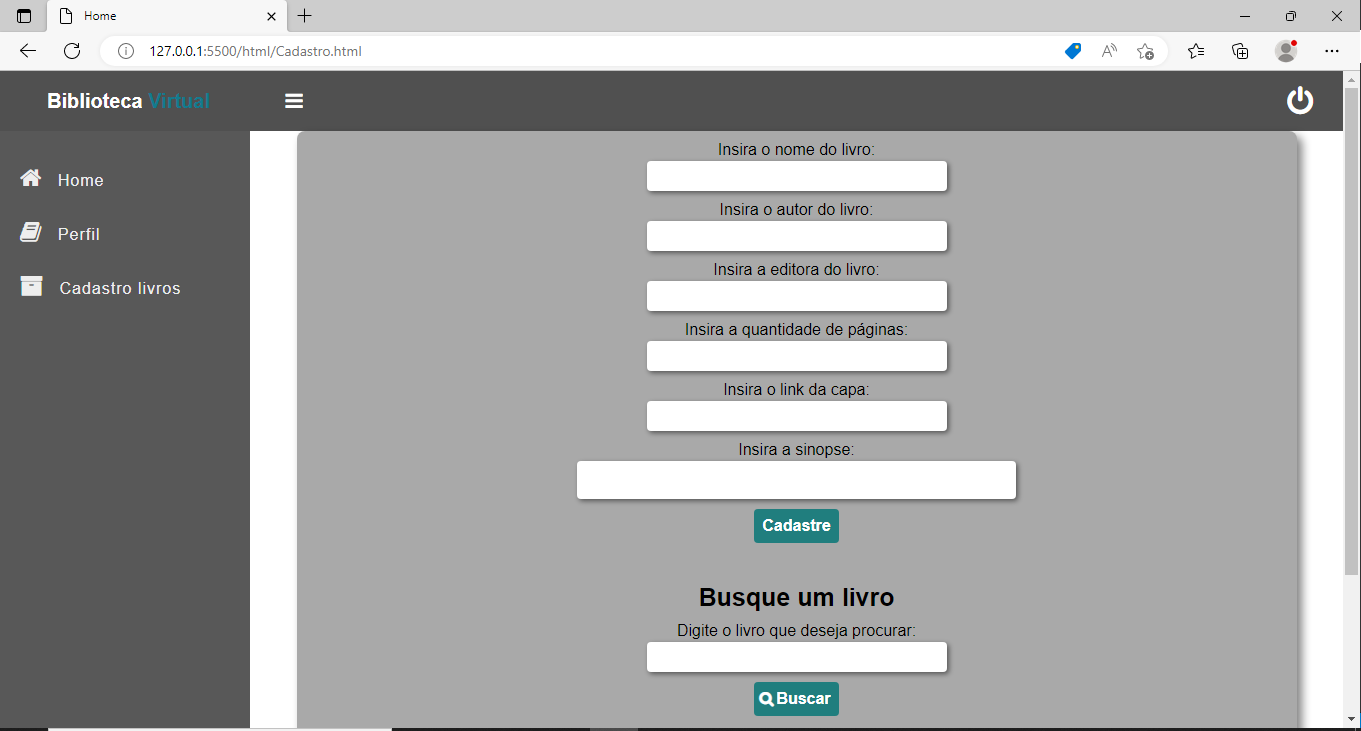 Home
127.0.0.1:5500/html/Cadastro.html
Biblioteca Virtual
Home
Perfil
Cadastro livros
Insira o nome do livro:
Insira o autor do livro:
Insira a editora do livro:
Insira a quantidade de páginas:
Insira o link da capa:
Insira a sinopse:
Cadastre
Busque um livro
Digite o livro que deseja procurar:
Buscar